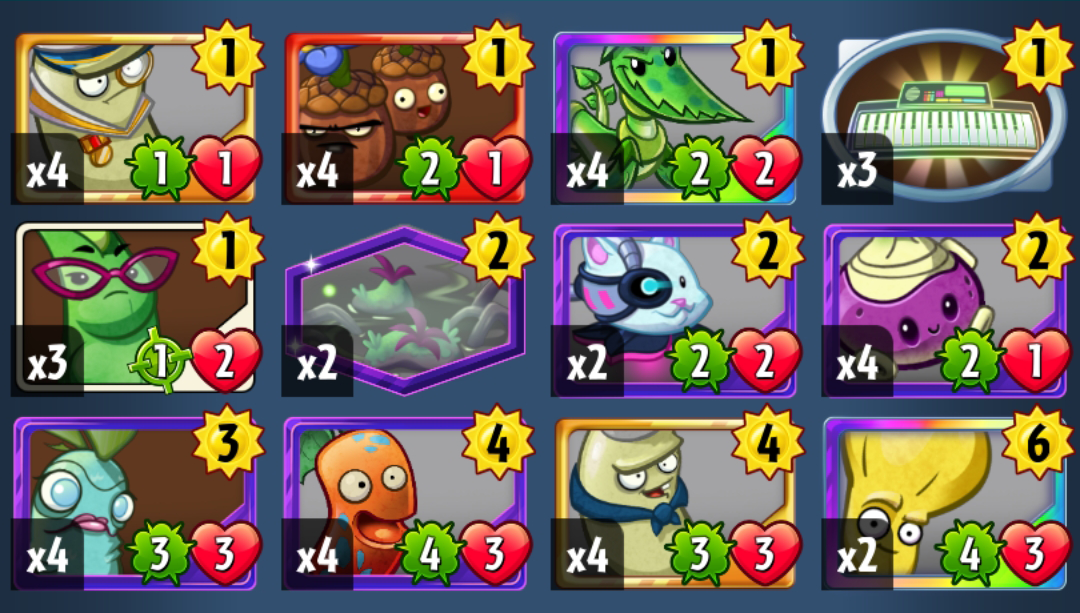 1 1 1 1
x4 1 1 x4 2 1 x4 2 2 x3
1 2 2 2
x3 1 2 x2 x2 2 2 x4 2 1
3 4 4 6
x4 3 3 x4 4 3 x4 3 3 x2 4 3